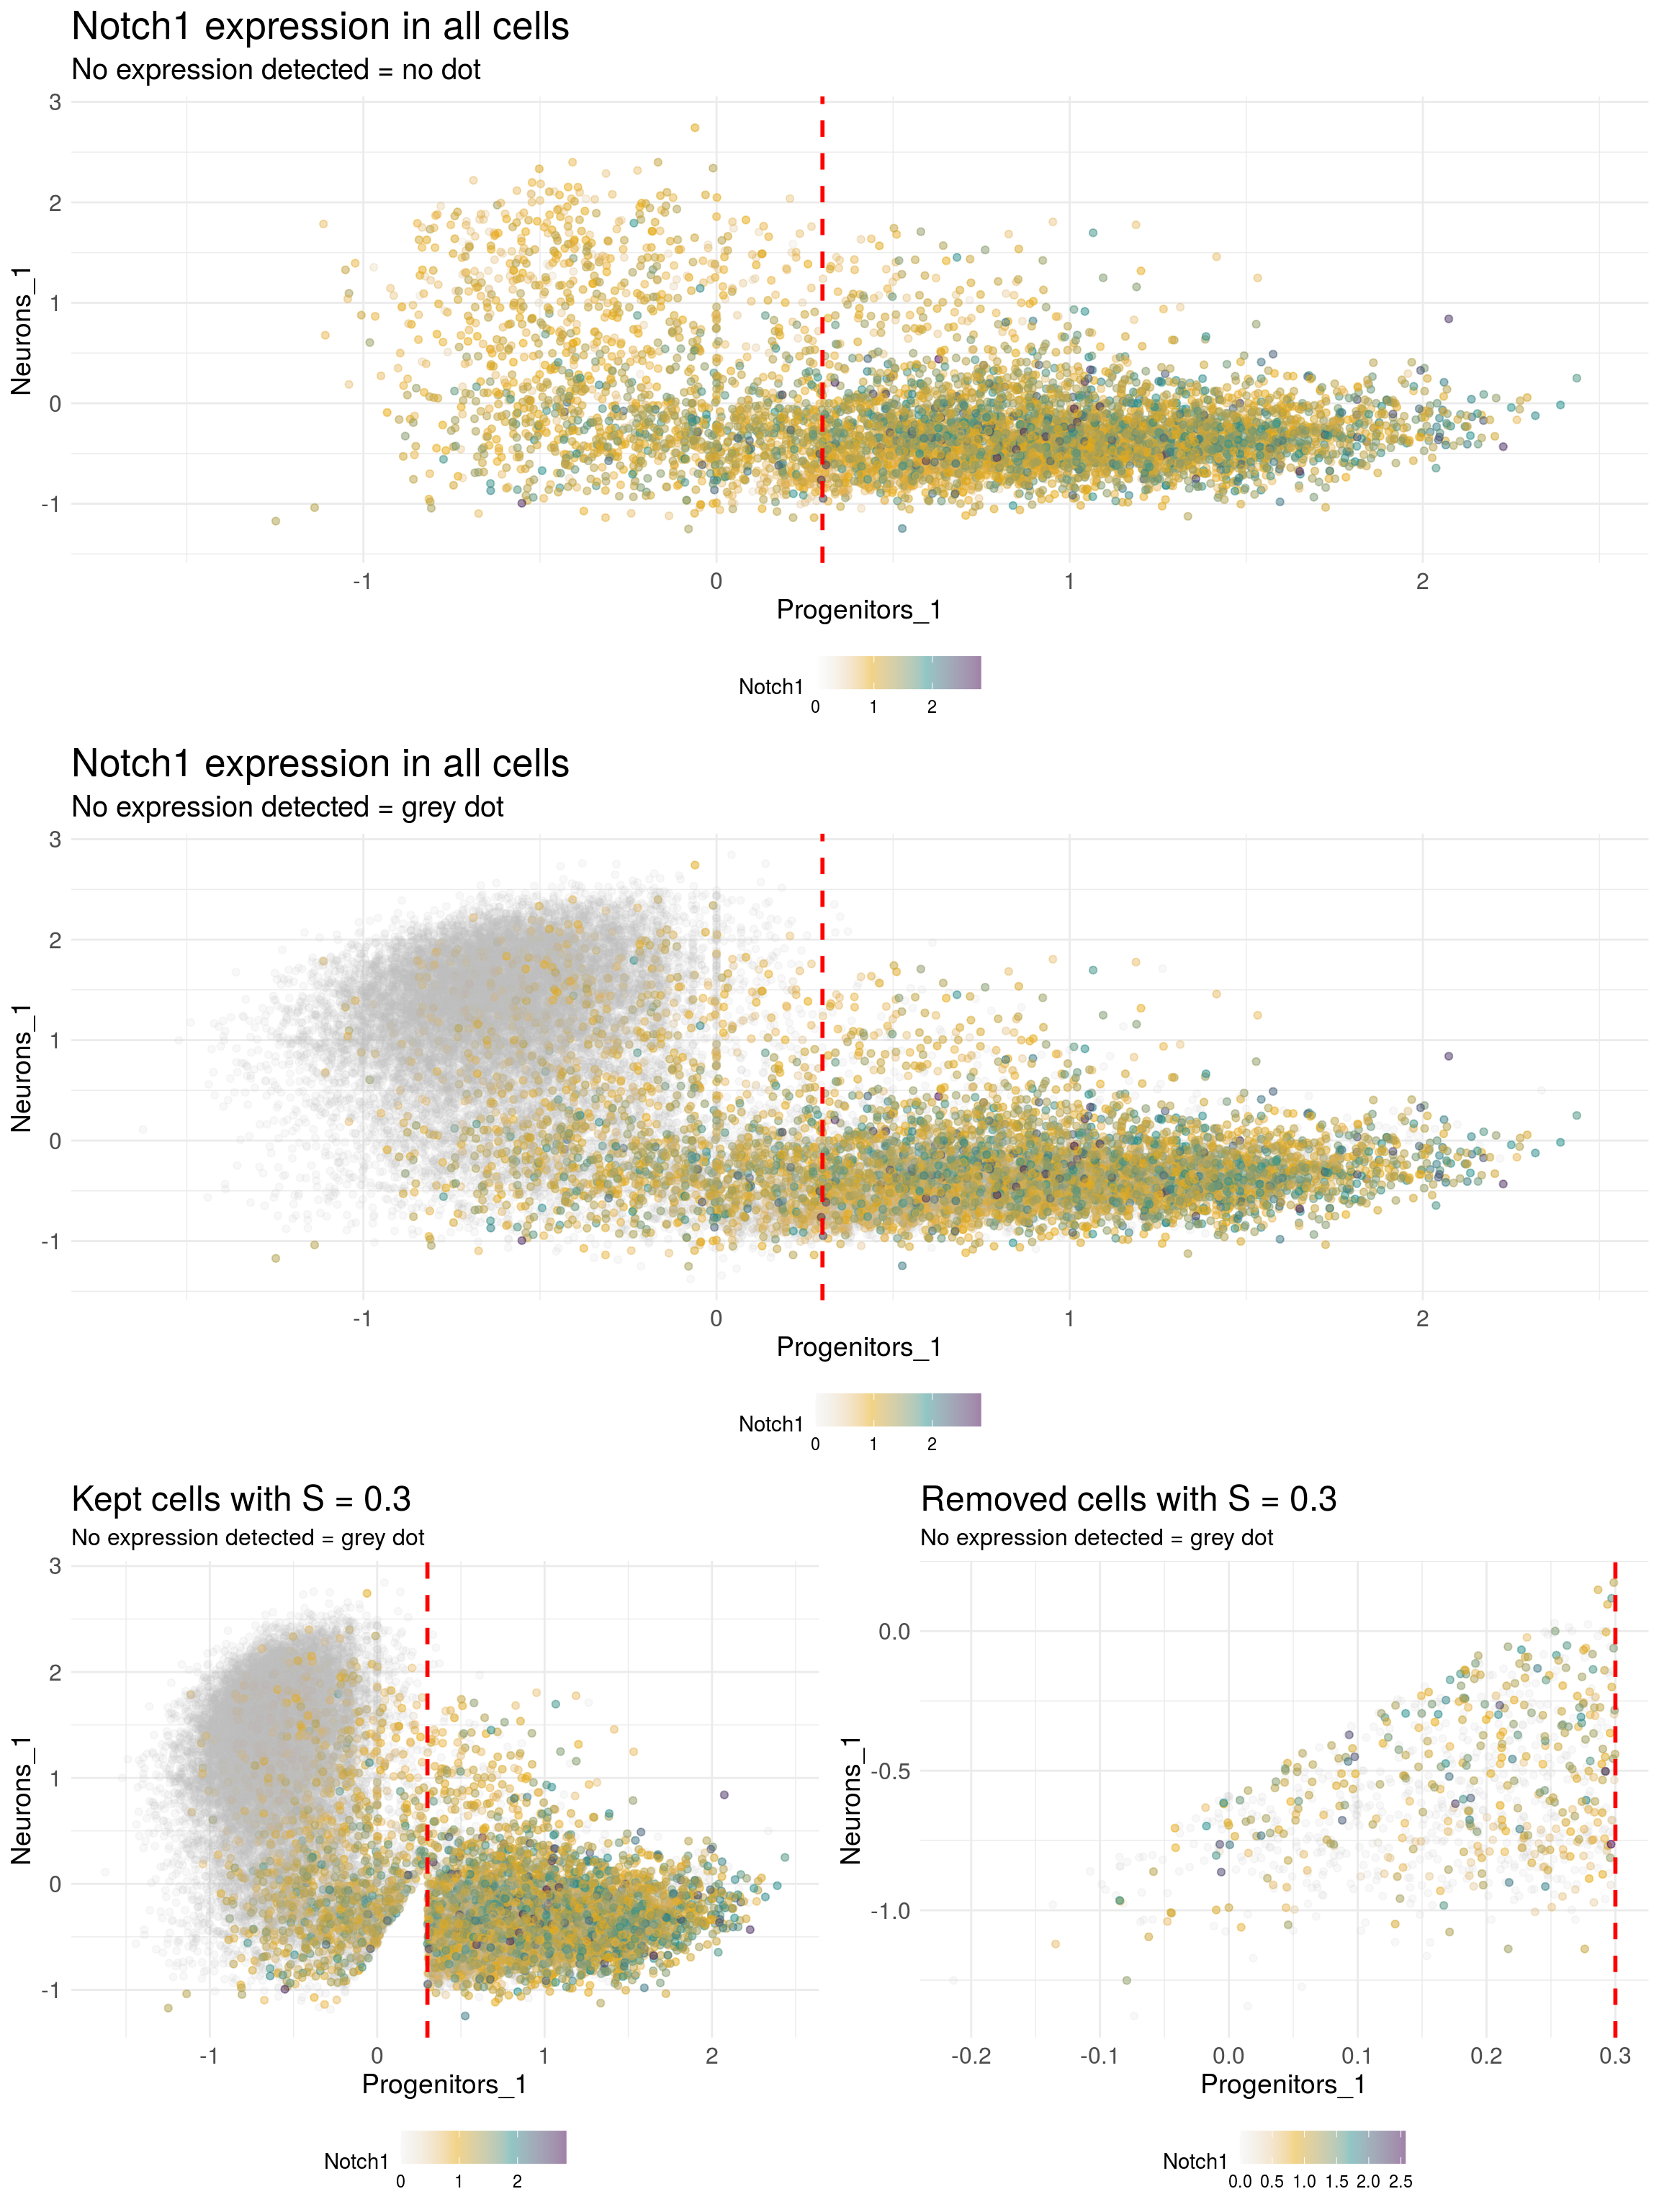 Notch1 expression in all cells
No expression detected = no dot
3
2
1
0
-1
Neurons_1
-1 0 1 2
Progenitors_1
Notch1
0 1 2
Notch1 expression in all cells
No expression detected = grey dot
3
2
1
0
-1
Neurons_1
-1 0 1 2
Progenitors_1
Notch1
0 1 2
Kept cells with S = 0.3
No expression detected = grey dot
3
2
1
0
-1
Neurons_1
-1 0 1 2
Progenitors_1
Notch1
0 1 2
Removed cells with S = 0.3
No expression detected = grey dot
0.0
-0.5
-1.0
Neurons_1
-0.2 -0.1 0.0 0.1 0.2 0.3
Progenitors_1
Notch1
0.0 0.5 1.0 1.5 2.0 2.5